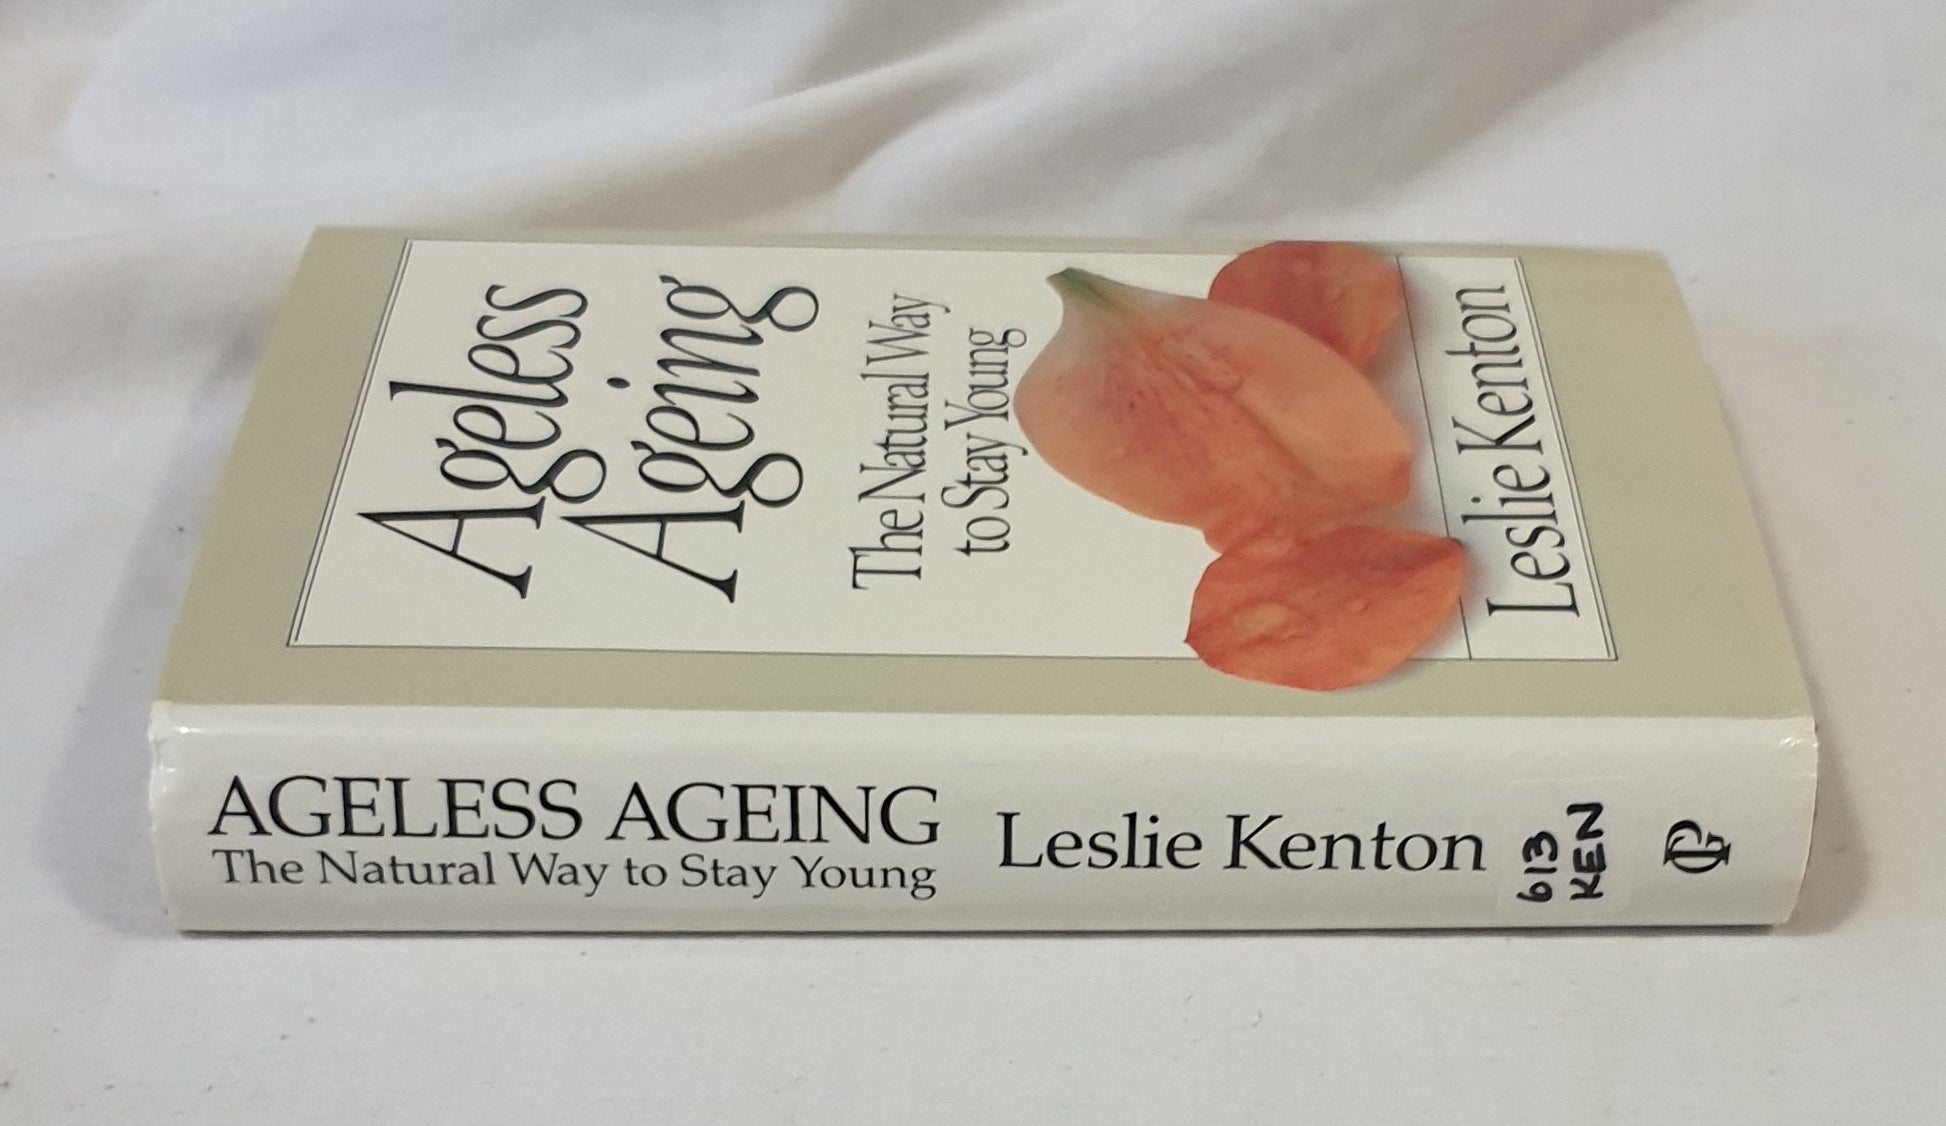 Ageless
Ageing
The Natural Way
to Stay Young
Leslie Kenton
AGELESS AGEING
The Natural Way to Stay Young
Leslie Kenton
613
KEN